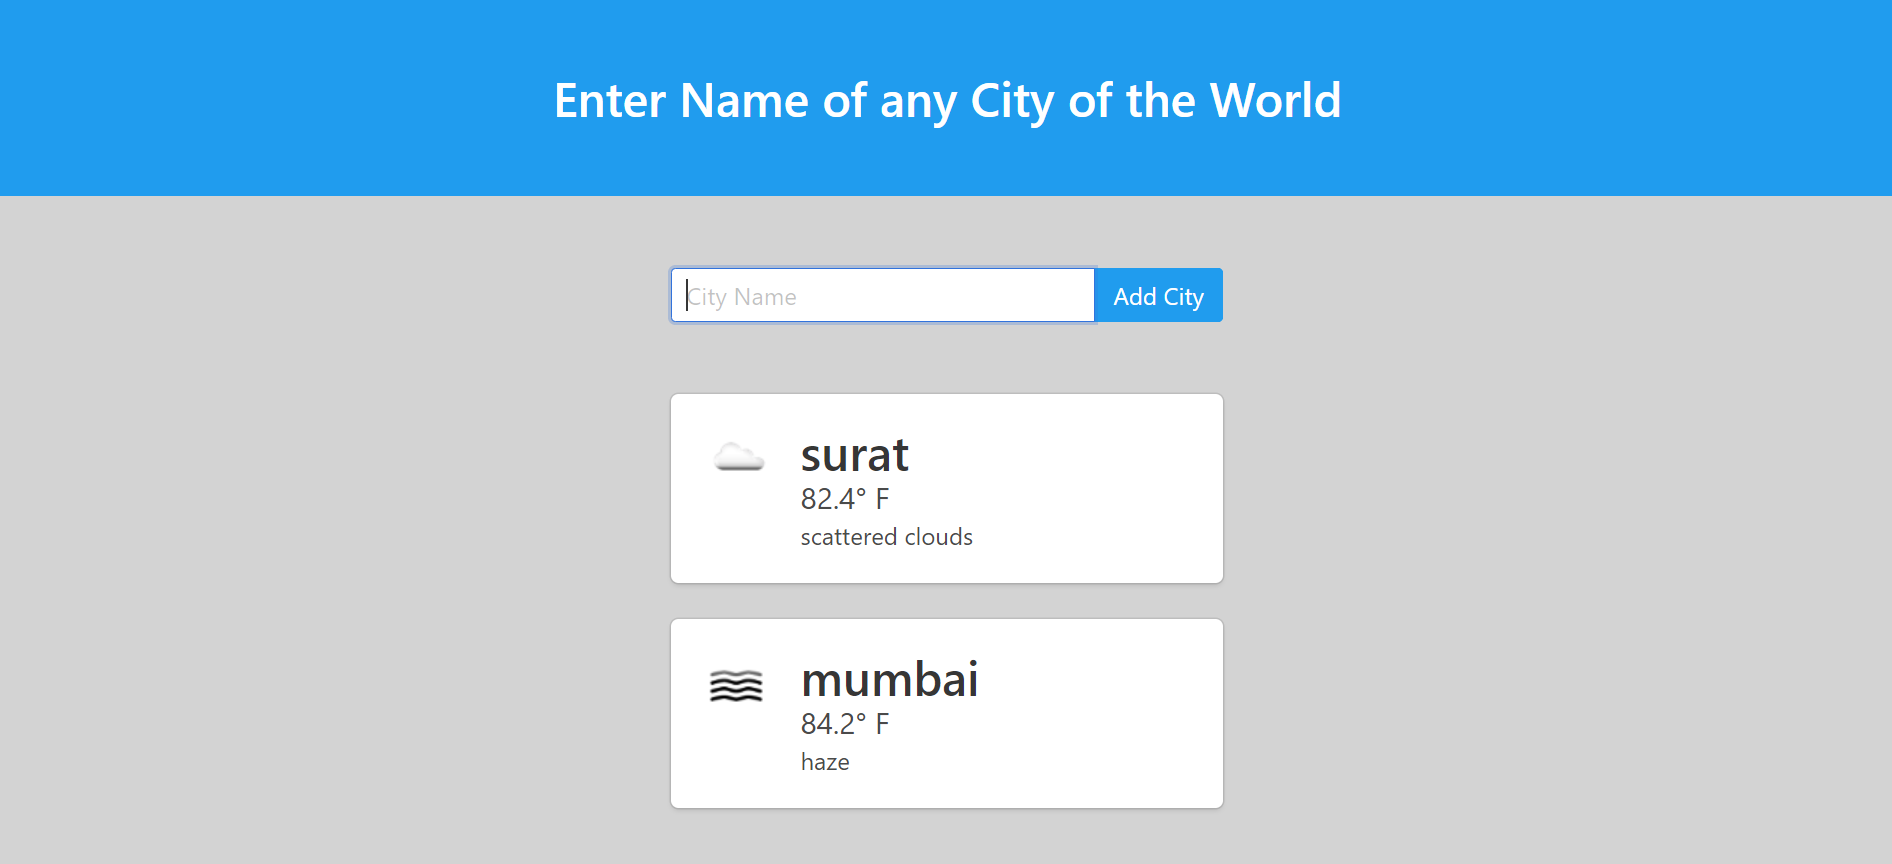 Enter Name of any City of the World
City Name
Add City
surat
82.4° F
scattered clouds
mumbai
84.2° F
haze